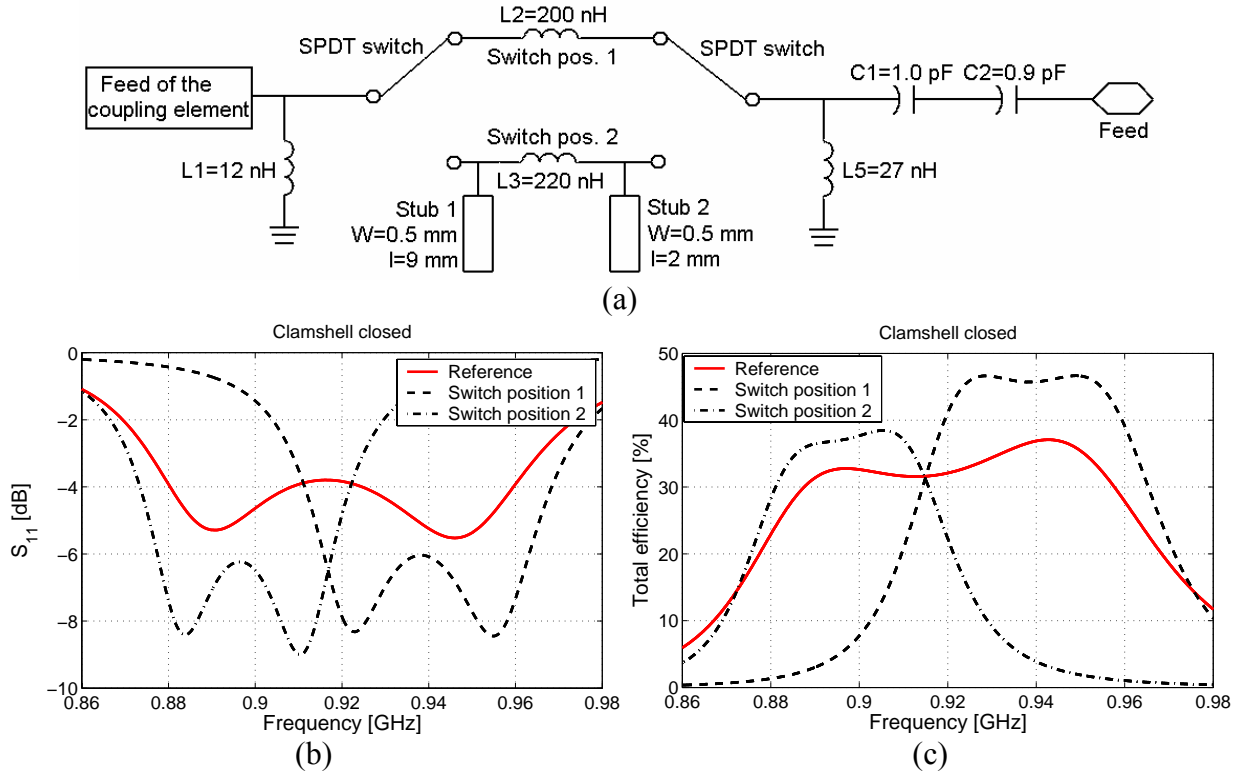 L2=200 nH
SPDT switch
Switch pos. 1
SPDT switch
Feed of the
coupling element
C1=1.0 pF C2=0.9 pF
Feed
L1=12 nH
Switch pos. 2
L3=220 nH
L5=27 nH
Stub 1
W=0.5 mm
l=9 mm
Stub 2
W=0.5 mm
l=2 mm
(a)
Clamshell closed
S11 [dB]
0
−2
−4
−6
−8
−10
Reference
Switch position 1
Switch position 2
0.86 0.88 0.9 0.92 0.94 0.96 0.98
Frequency [GHz]
(b)
Clamshell closed
Total efficiency [%]
50
40
30
20
10
0
Reference
Switch position 1
Switch position 2
0.86 0.88 0.9 0.92 0.94 0.96 0.98
Frequency [GHz]
(c)